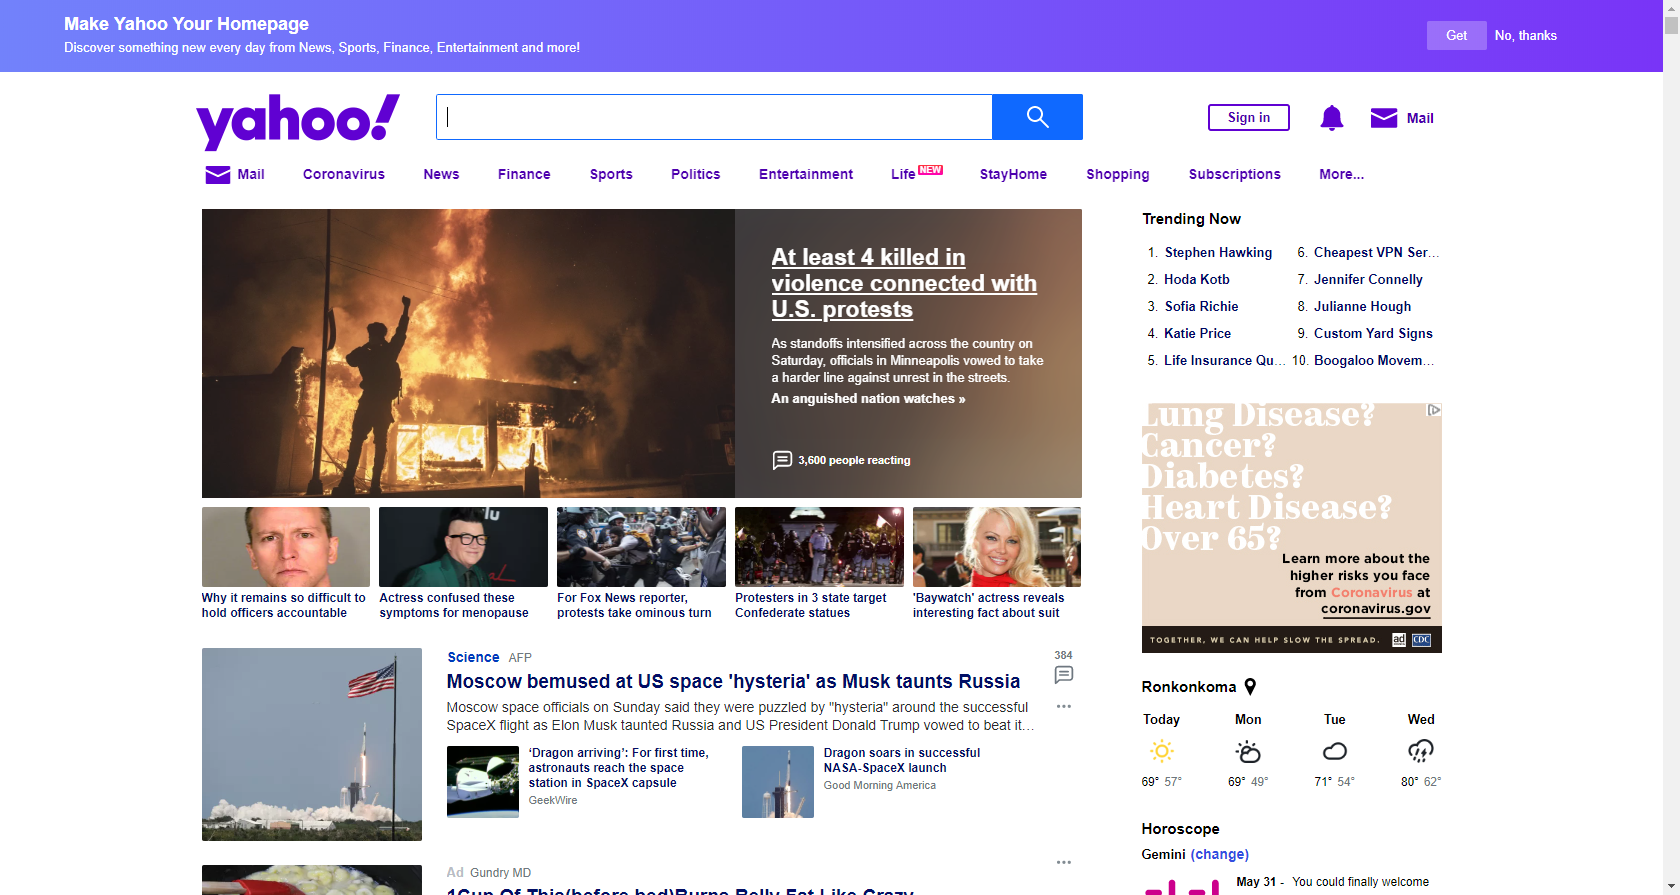 Make Yahoo Your Homepage
Discover something new every day from News, Sports, Finance, Entertainment and more!
Get
No, thanks
yahoo!
Sign in
Mail
Mail
Coronavirus
News
Finance
Sports
Politics
Entertainment
Life NEW
StayHome
Shopping
Subscriptions
More...
At least 4 killed in
violence connected with
U.S. protests
As standoffs intensified across the country on
Saturday, officials in Minneapolis vowed to take
a harder line against unrest in the streets.
An anguished nation watches »
3,600 people reacting
Why it remains so difficult to
hold officers accountable
Actress confused these
symptoms for menopause
For Fox News reporter,
protests take ominous turn
Protesters in 3 state target
Confederate statues
'Baywatch' actress reveals
interesting fact about suit
Science AFP
384
Moscow bemused at US space 'hysteria' as Musk taunts Russia
Moscow space officials on Sunday said they were puzzled by "hysteria" around the successful
SpaceX flight as Elon Musk taunted Russia and US President Donald Trump vowed to beat it...
‘Dragon arriving’: For first time,
astronauts reach the space
station in SpaceX capsule
GeekWire
Dragon soars in successful
NASA-SpaceX launch
Good Morning America
Ad Gundry MD
1Cup Of This(before bed)Burns Belly Fat Like Crazy
Trending Now
1. Stephen Hawking
2. Hoda Kotb
3. Sofia Richie
4. Katie Price
5. Life Insurance Qu...
6. Cheapest VPN Ser...
7. Jennifer Connelly
8. Julianne Hough
9. Custom Yard Signs
10. Boogaloo Movem...
Lung Disease?
Cancer?
Diabetes?
Heart Disease?
Over 65?
Learn more about the
higher risks you face
from Coronavirus at
coronavirus.gov
TOGETHER, WE CAN HELP SLOW THE SPREAD.
ad
CDC
Ronkonkoma
Today
Mon
Tue
Wed
69° 57°
69° 49°
71° 54°
80° 62°
Horoscope
Gemini (change)
May 31 - You could finally welcome